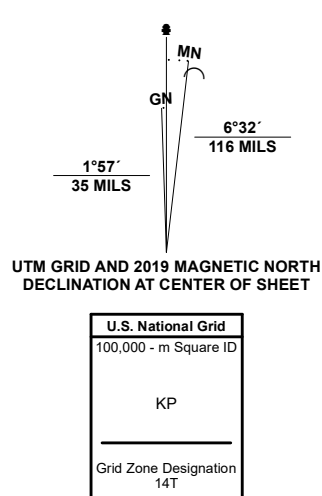 MN
GN
6°32´
116 MILS
1°57´
35 MILS
UTM GRID AND 2019 MAGNETIC NORTH
DECLINATION AT CENTER OF SHEET
U.S. National Grid
100,000 - m Square ID
KP
Grid Zone Designation
14T